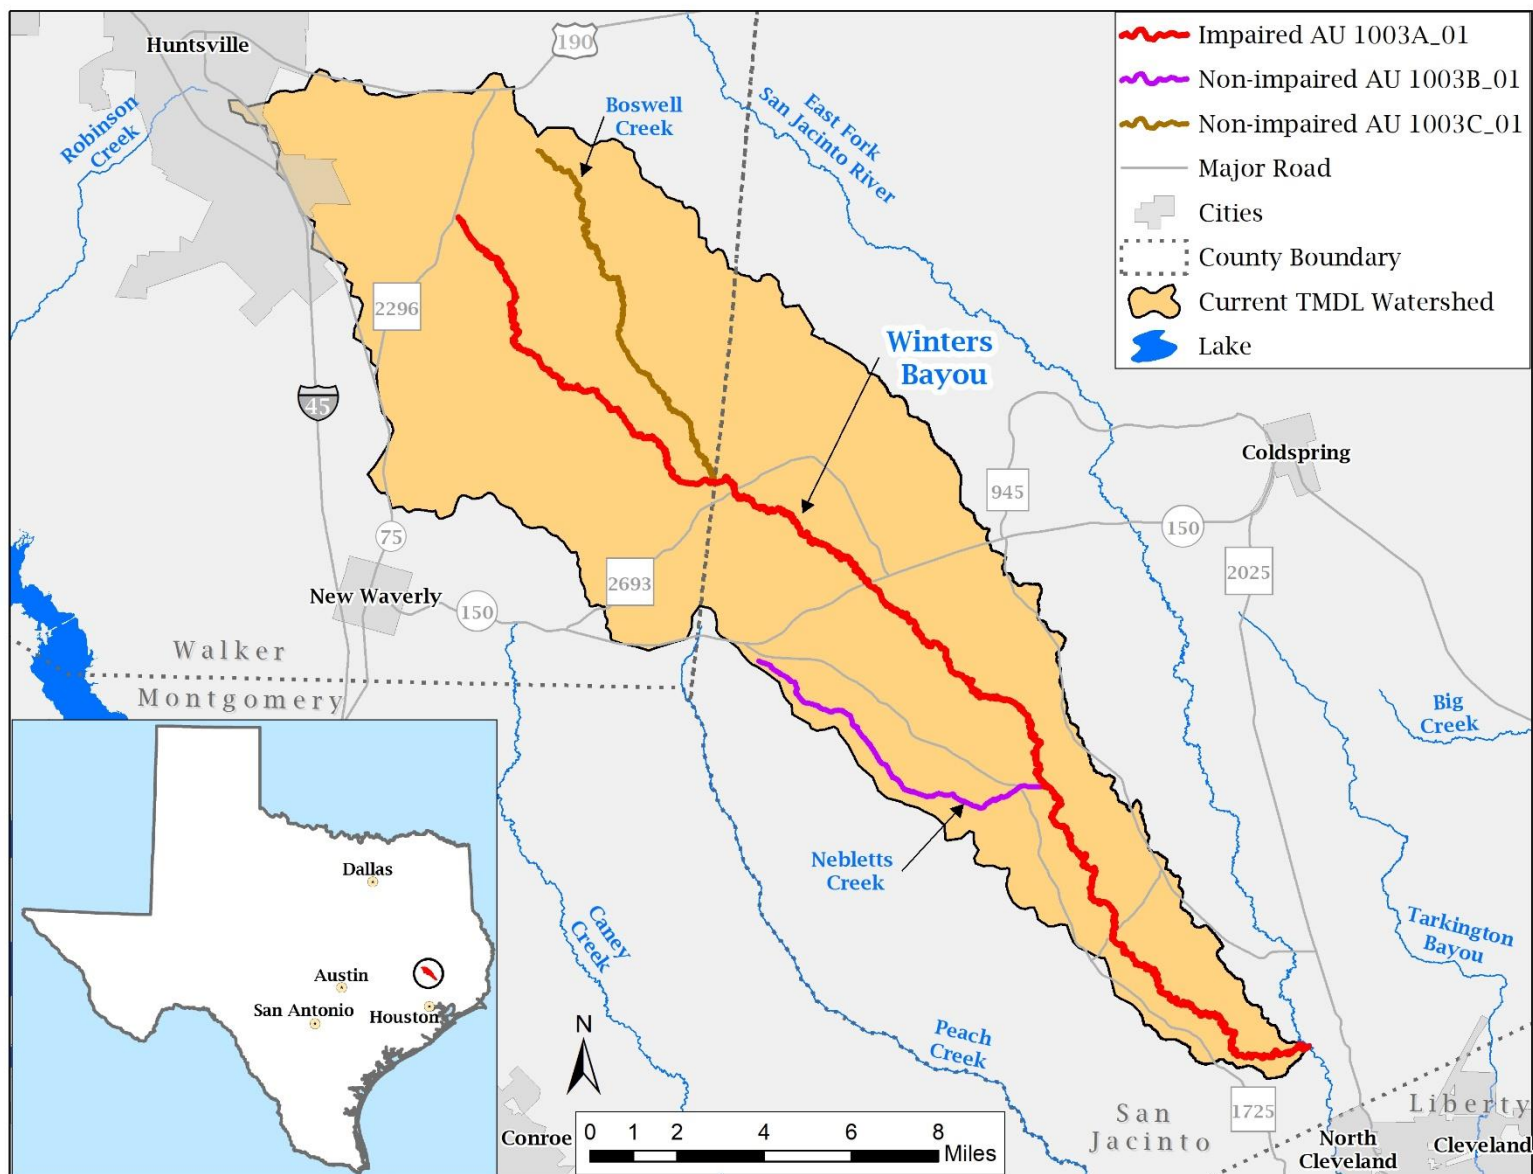 Huntsville
190
Robinson
Creek
Boswell
Creek
East Fork
San Jacinto River
Impaired AU 1003A_01
Non-impaired AU 1003B_01
Non-impaired AU 1003C_01
Major Road
Cities
County Boundary
Current TMDL Watershed
Lake
2296
45
Winters
Bayou
Coldspring
945
150
75
2693
2025
New Waverly
150
Walker
Montgomery
Big
Creek
Nebletts
Creek
Caney
Creek
Tarkington
Bayou
Peach
Creek
Dallas
Austin
San Antonio
Houston
N
San
Jacinto
1725
Liberty
Conroe
North
Cleveland
Cleveland
0 1 2 4 6 8
Miles